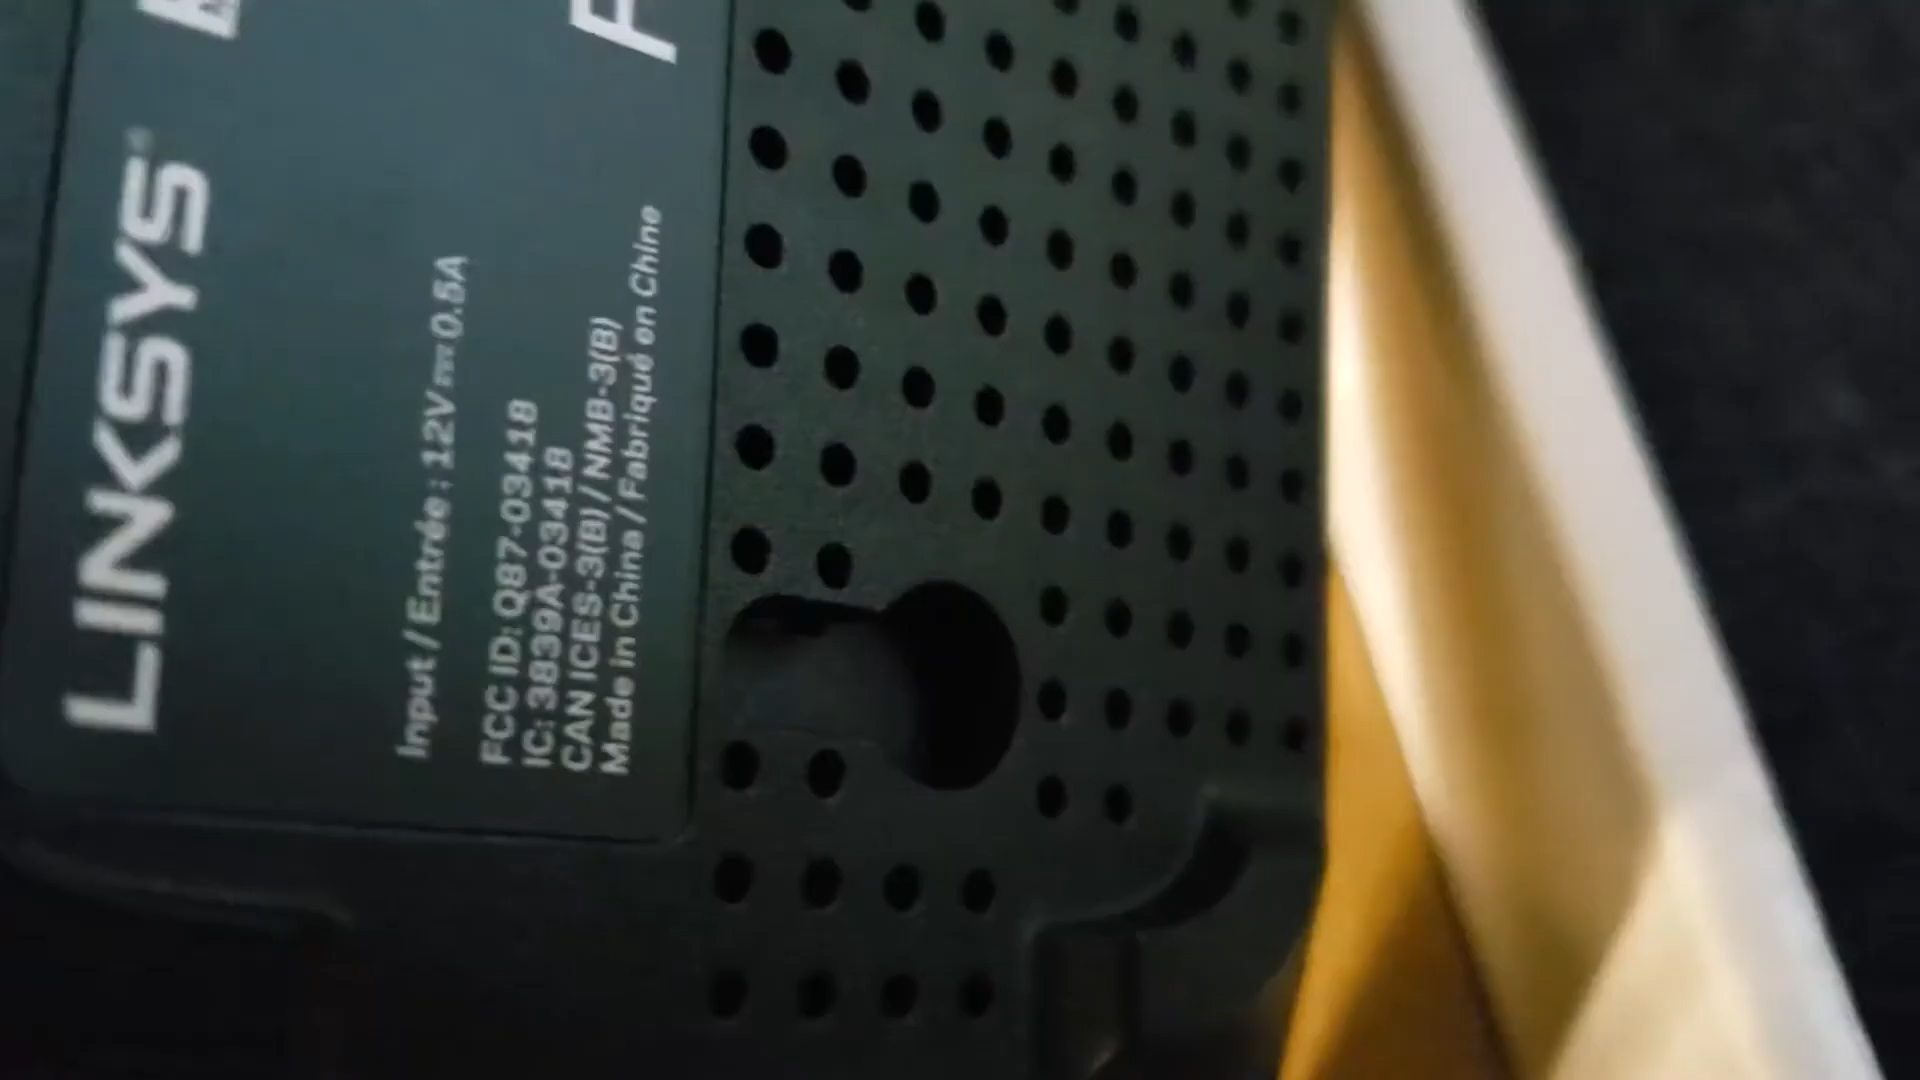 LINKSYS
Input / Entrée : 12V⎓0.5A
FCC ID: Q87-03418
IC: 3839A-03418
CAN ICES-3(B) / NMB-3(B)
Made in China / Fabriqué en Chine